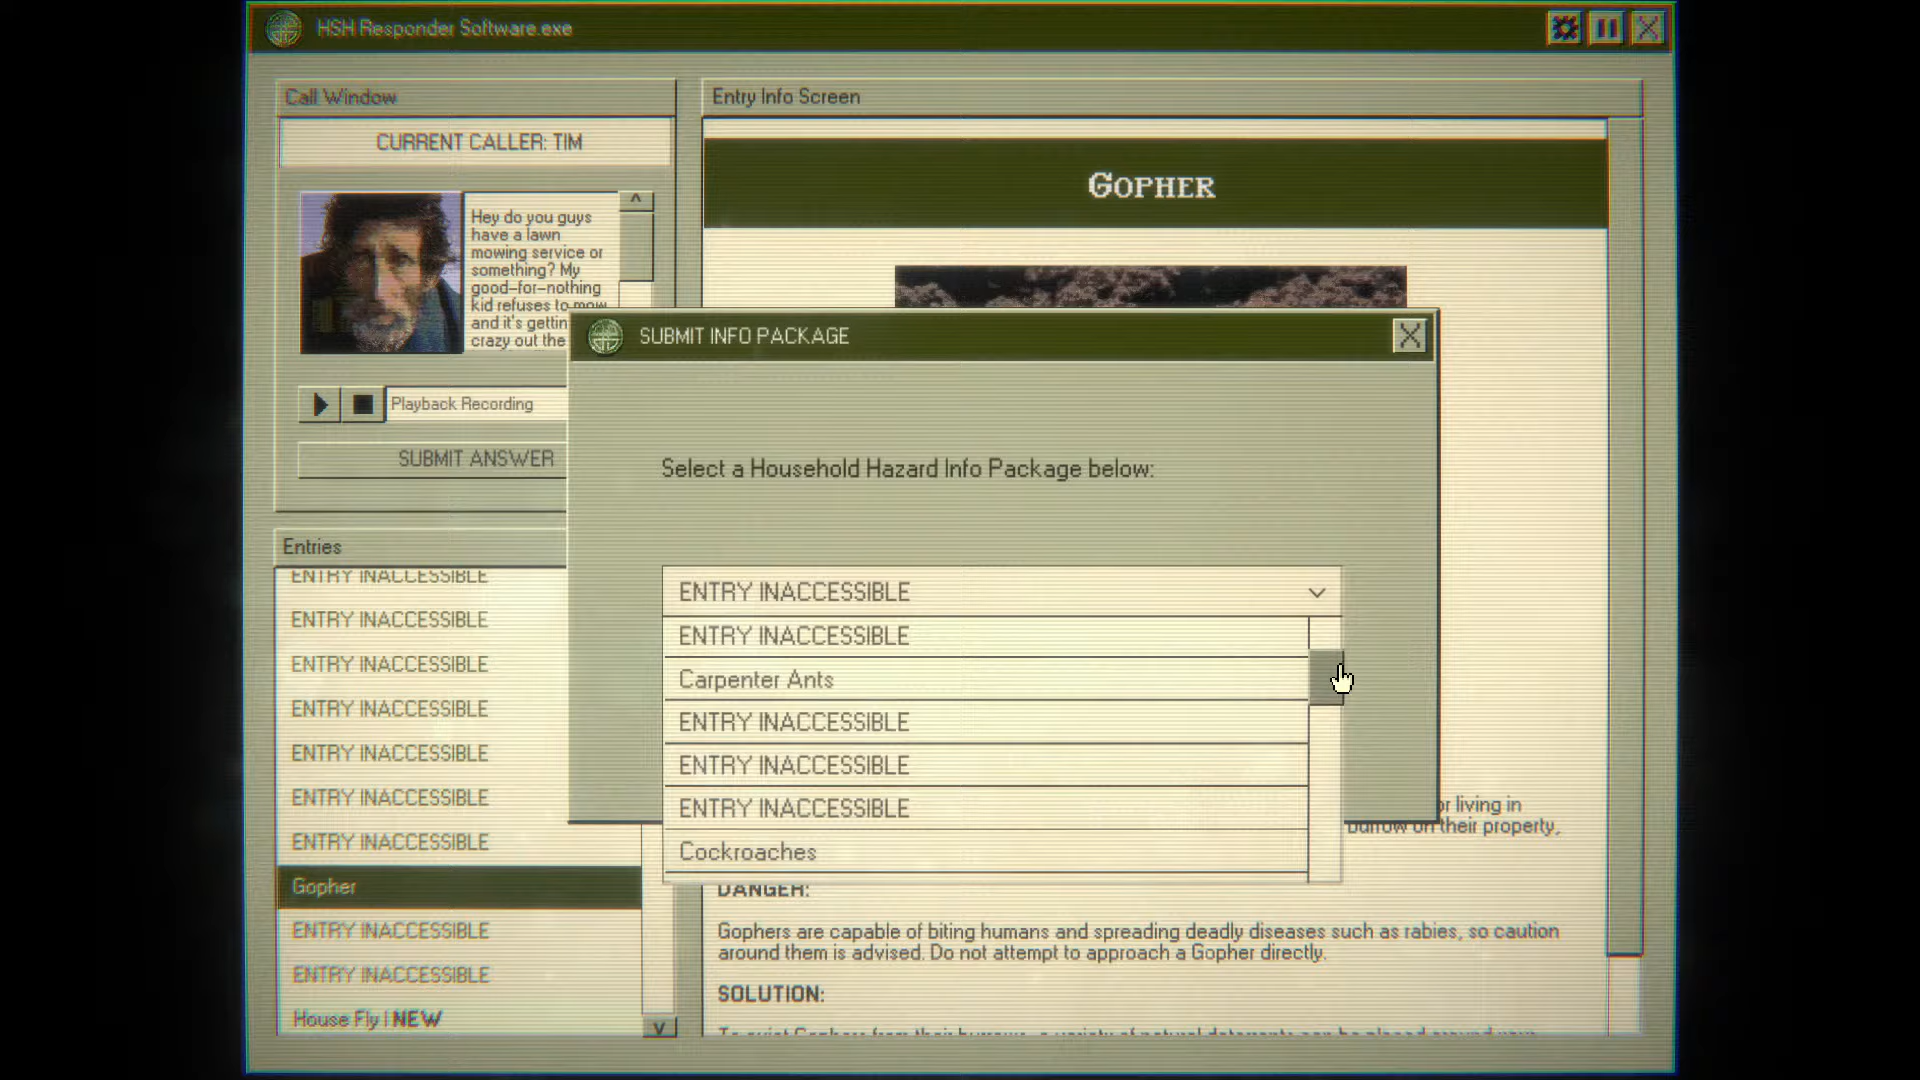 HSH Responder Software.exe
Call Window
CURRENT CALLER: TIM
Hey do you guys
have a lawn
mowing service or
something? My
good-for-nothing
kid refuses to mow
and it's gettin
crazy out the
Playback Recording
SUBMIT ANSWER
Entries
ENTRY INACCESSIBLE
ENTRY INACCESSIBLE
ENTRY INACCESSIBLE
ENTRY INACCESSIBLE
ENTRY INACCESSIBLE
ENTRY INACCESSIBLE
ENTRY INACCESSIBLE
Gopher
ENTRY INACCESSIBLE
ENTRY INACCESSIBLE
House Fly | NEW
Entry Info Screen
GOPHER
SUBMIT INFO PACKAGE
Select a Household Hazard Info Package below:
ENTRY INACCESSIBLE
ENTRY INACCESSIBLE
Carpenter Ants
ENTRY INACCESSIBLE
ENTRY INACCESSIBLE
ENTRY INACCESSIBLE
Cockroaches
or living in
burrow on their property,
DANGER:
Gophers are capable of biting humans and spreading deadly diseases such as rabies, so caution
around them is advised. Do not attempt to approach a Gopher directly.
SOLUTION: